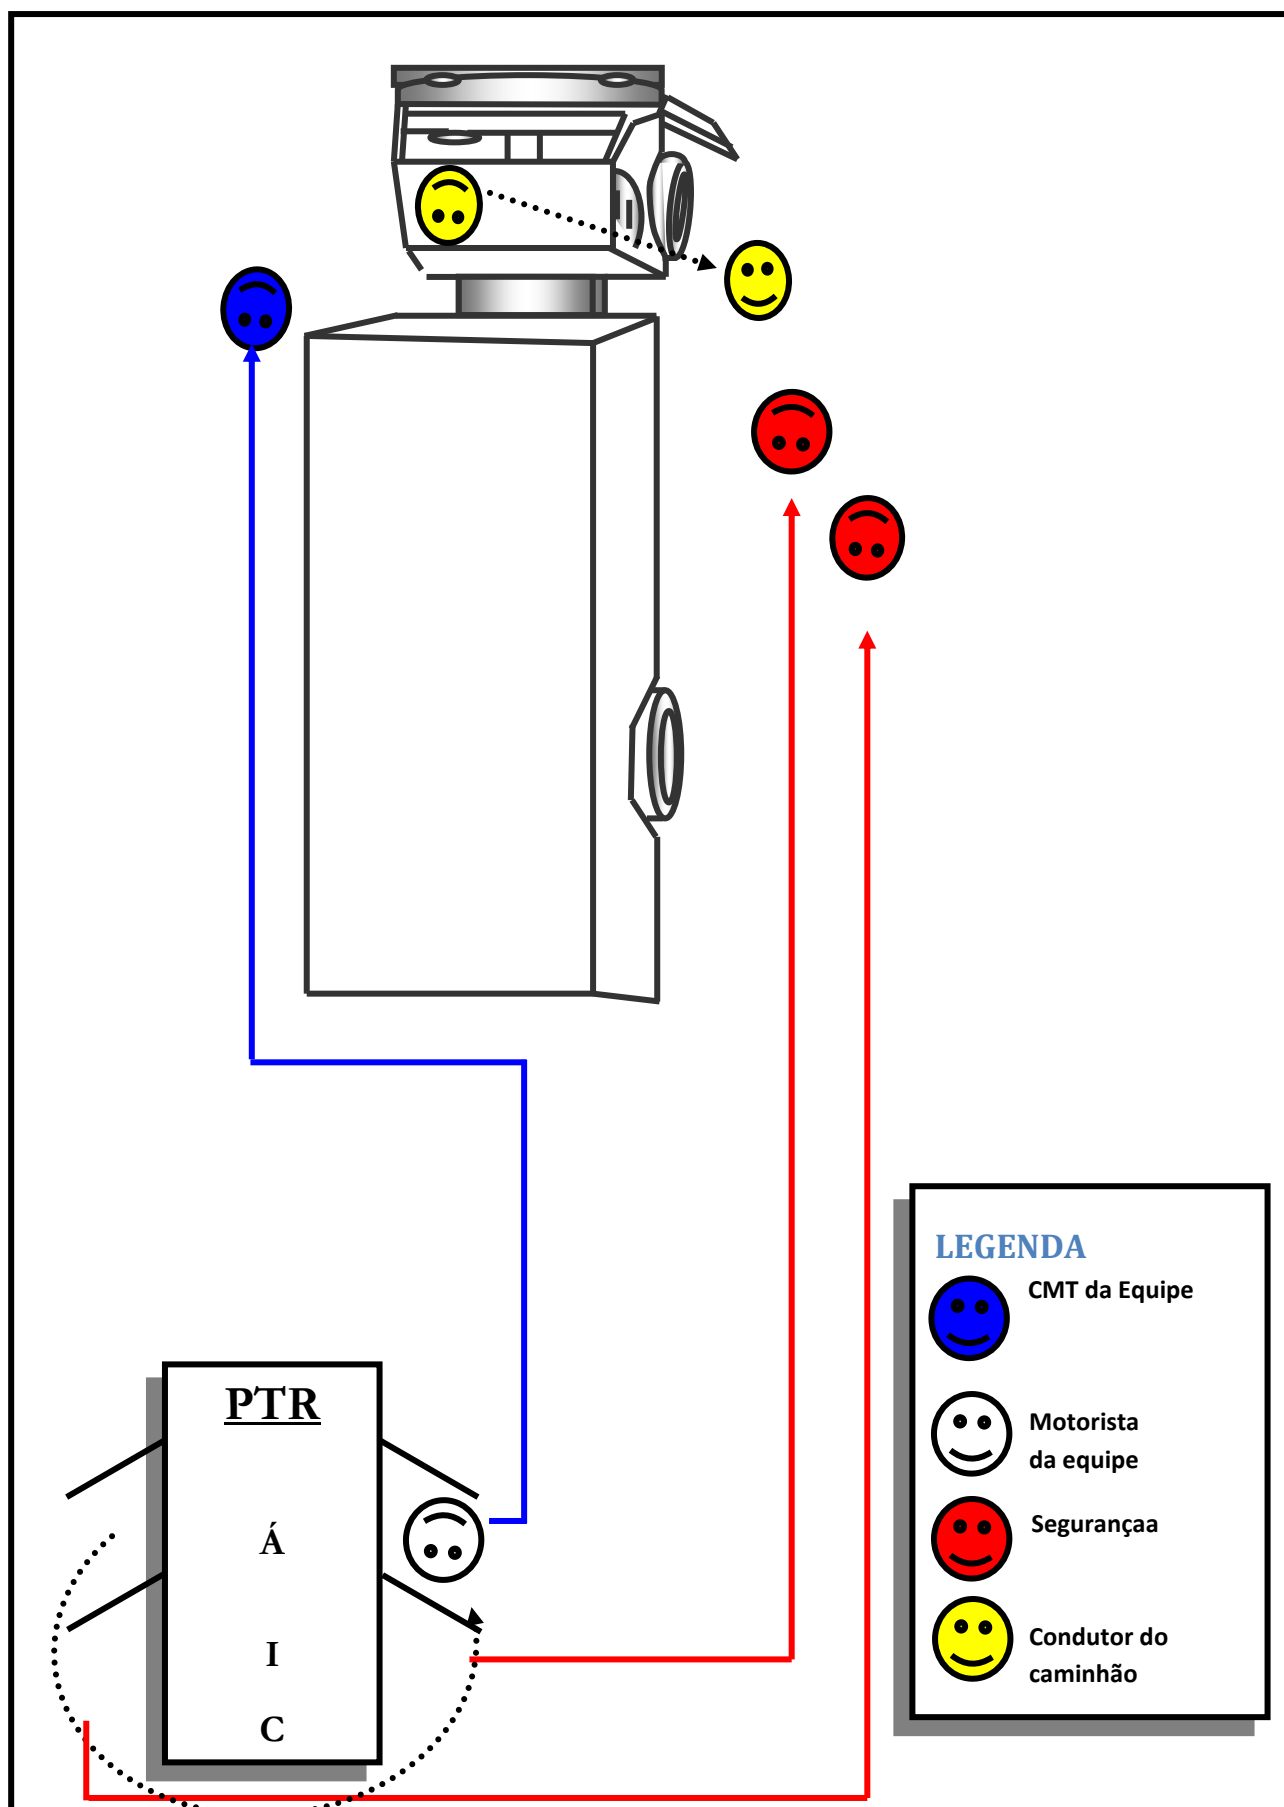 LEGENDA
CMT da Equipe
Motorista
da equipe
Segurançaa
Condutor do
caminhão
PTR
Á
I
C